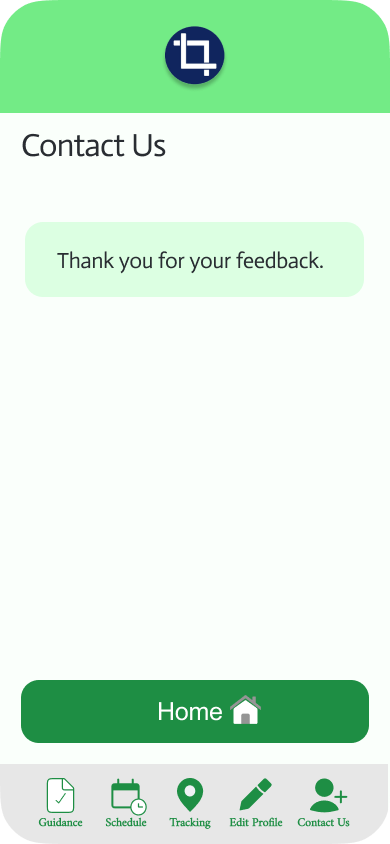 Contact Us
Thank you for your feedback.
Home
Guidance
Schedule
Tracking
Edit Profile
Contact Us